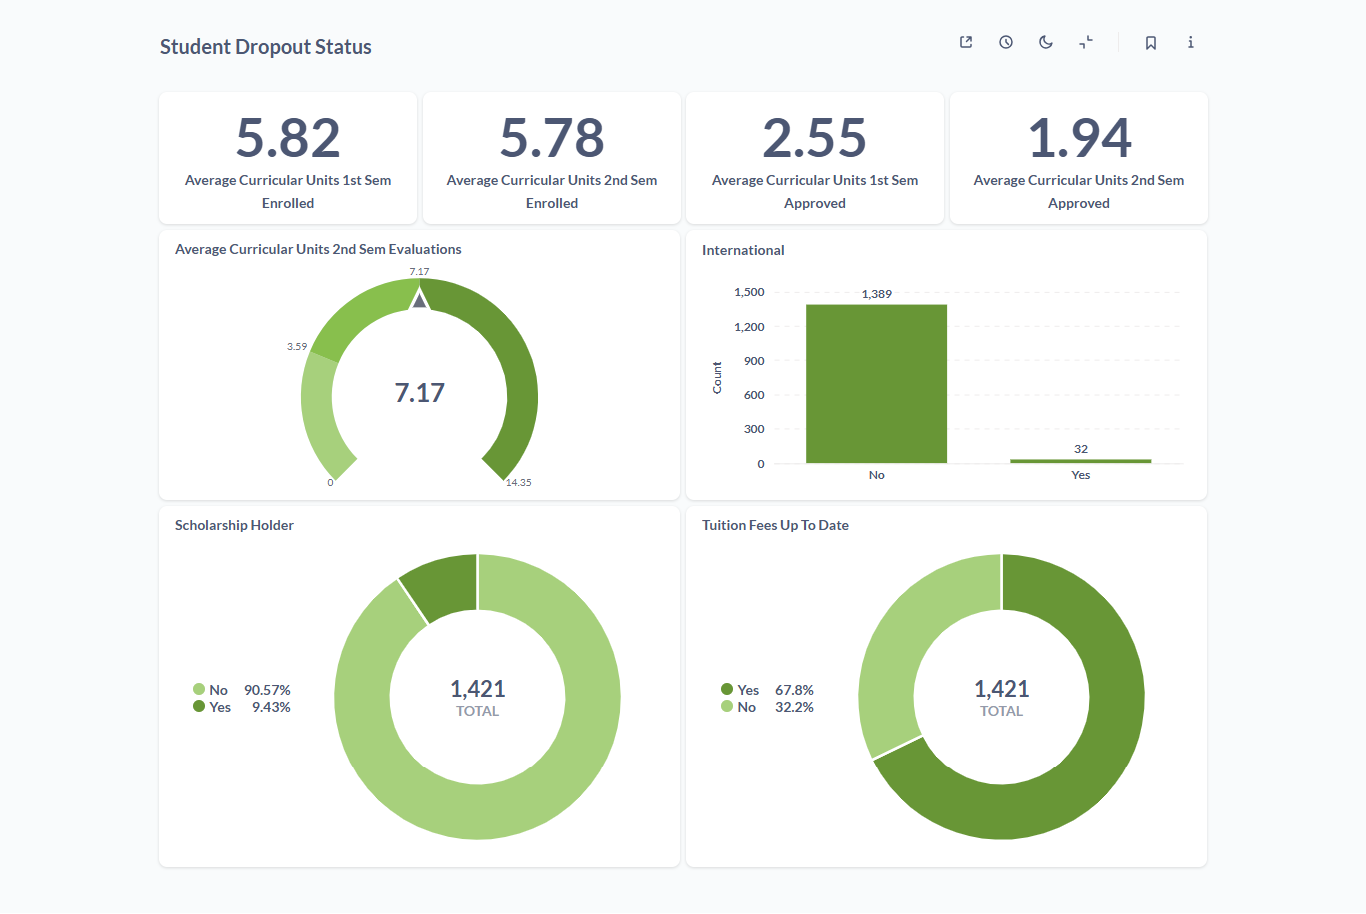 Student Dropout Status
5.82
Average Curricular Units 1st Sem
Enrolled
5.78
Average Curricular Units 2nd Sem
Enrolled
2.55
Average Curricular Units 1st Sem
Approved
1.94
Average Curricular Units 2nd Sem
Approved
Average Curricular Units 2nd Sem Evaluations
7.17
3.59
7.17
0
14.35
International
1,500
1,200
900
600
300
0
Count
1,389
32
No
Yes
Scholarship Holder
No 90.57%
Yes 9.43%
1,421
TOTAL
Tuition Fees Up To Date
Yes 67.8%
No 32.2%
1,421
TOTAL